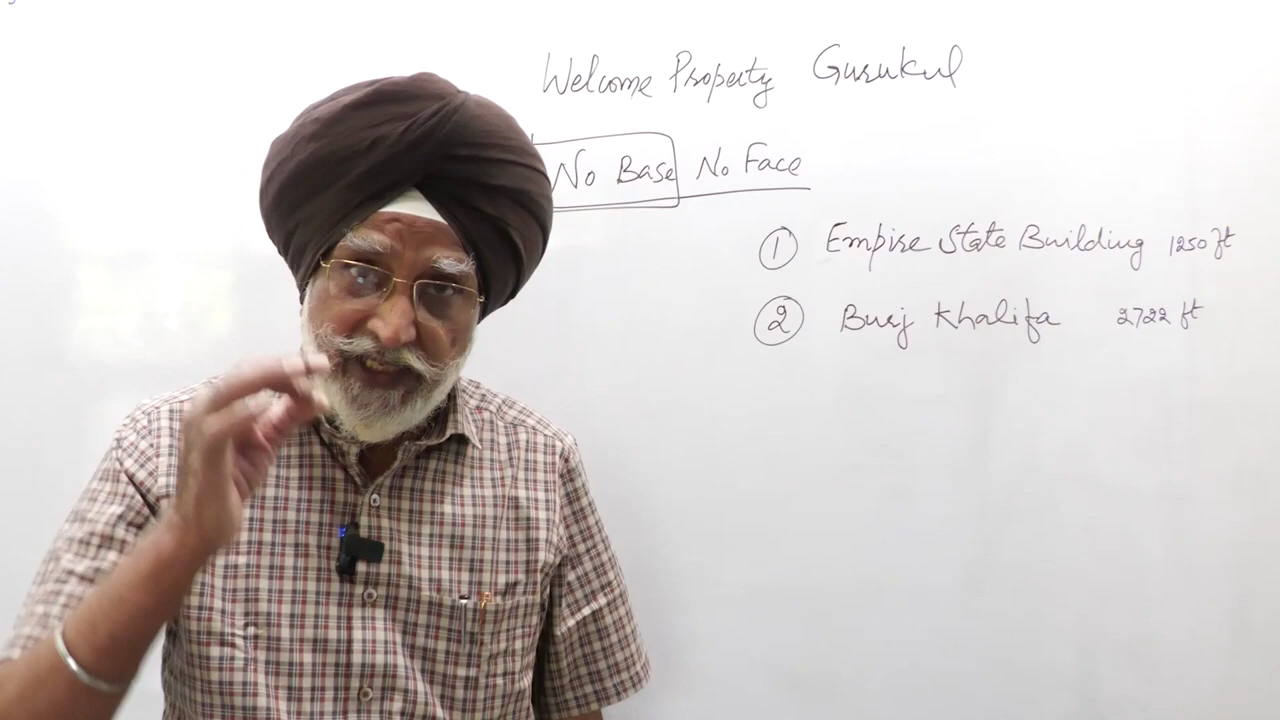 Welcome Property Gurukul
No Base No Face
1 Empire State Building 1250 ft
2 Burj Khalifa 2722 ft